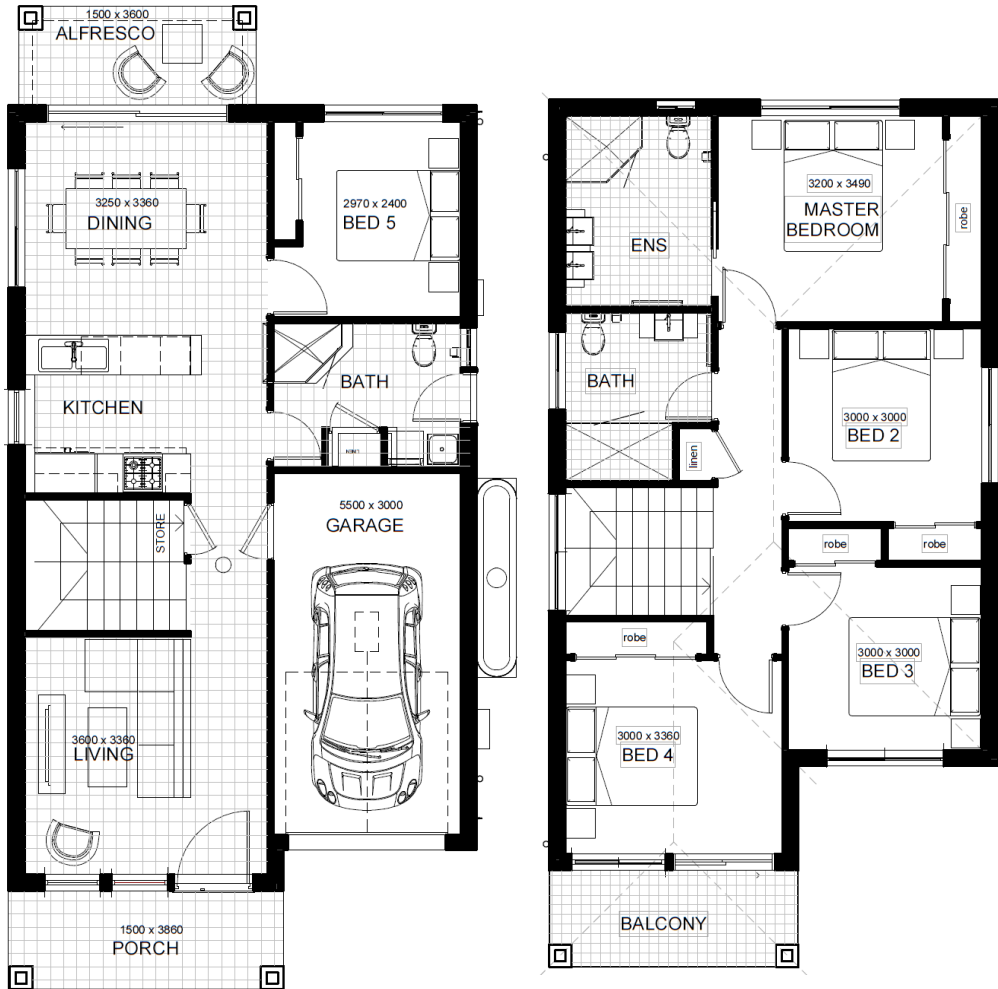 1500 x 3600
ALFRESCO
3250 x 3360
DINING
2970 x 2400
BED 5
KITCHEN
BATH
LINEN
5500 x 3000
GARAGE
STORE
3600 x 3360
LIVING
1500 x 3860
PORCH
ENS
3200 x 3490
MASTER
BEDROOM
robe
BATH
linen
3000 x 3000
BED 2
robe
robe
robe
3000 x 3000
BED 3
3000 x 3360
BED 4
BALCONY